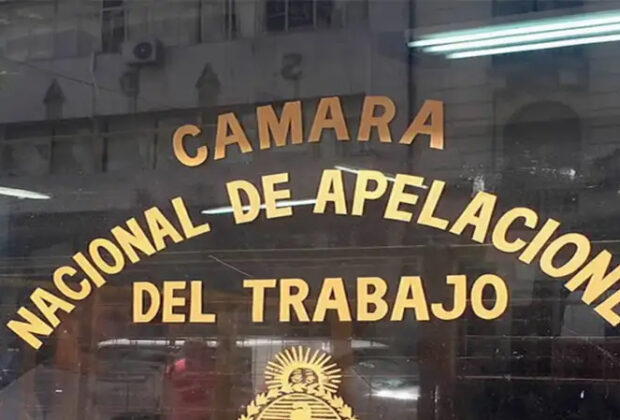 CAMARA
NACIONAL DE APELACIONE
DEL TRABAJO